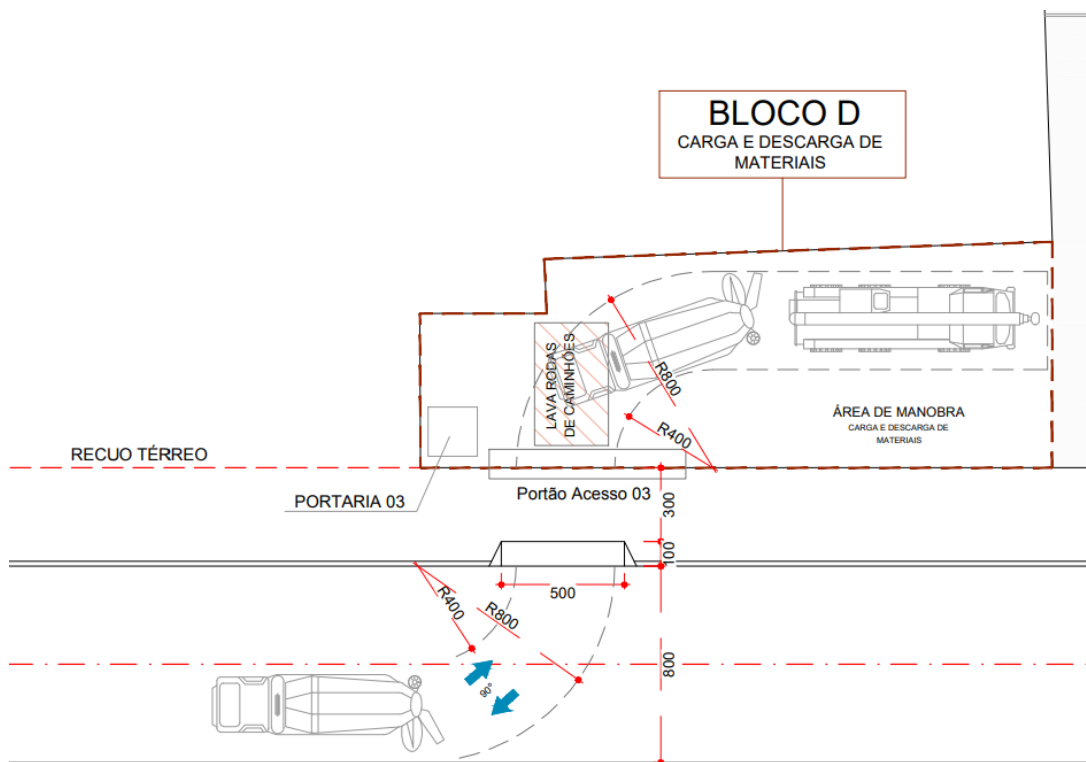 BLOCO D
CARGA E DESCARGA DE
MATERIAIS
LAVA RODAS
DE CAMINHÕES
R800
R400
ÁREA DE MANOBRA
CARGA E DESCARGA DE
MATERIAIS
RECUO TÉRREO
PORTARIA 03
Portão Acesso 03
300
100
500
R400
R800
800
90°